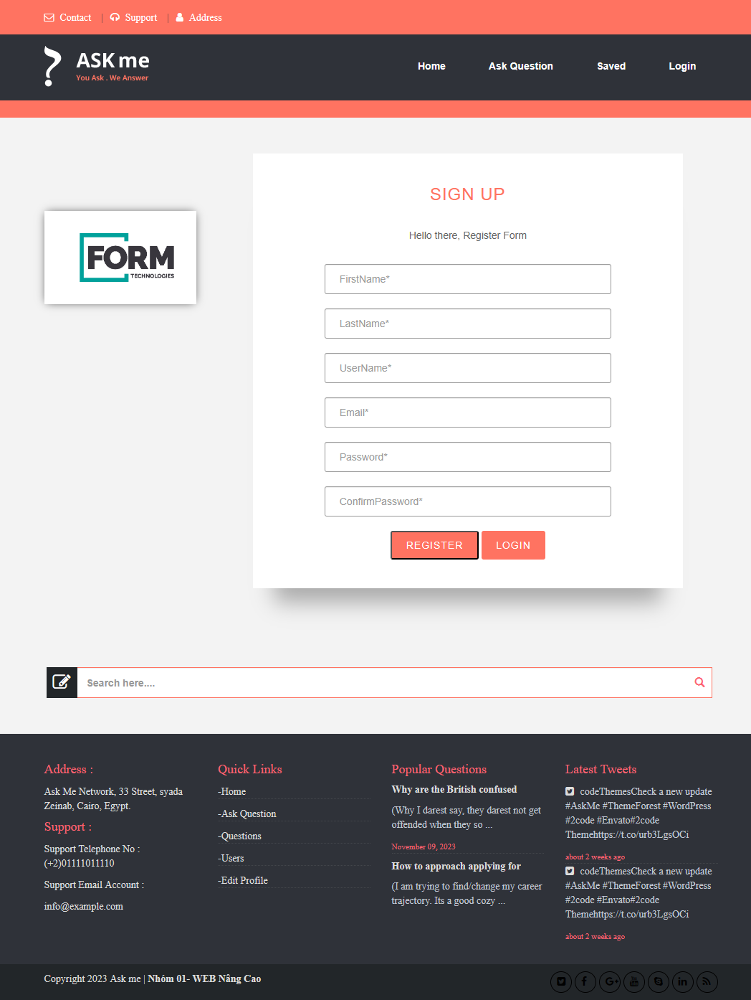 Contact | Support | Address
ASK me
You Ask . We Answer
Home Ask Question Saved Login
FORM
TECHNOLOGIES
SIGN UP
Hello there, Register Form
FirstName*
LastName*
UserName*
Email*
Password*
ConfirmPassword*
REGISTER LOGIN
Search here....
Address :
Ask Me Network, 33 Street, syada
Zeinab, Cairo, Egypt.
Support :
Support Telephone No :
(+2)01111011110
Support Email Account :
info@example.com
Quick Links
-Home
-Ask Question
-Questions
-Users
-Edit Profile
Popular Questions
Why are the British confused
(Why I darest say, they darest not get
offended when they so ...
November 09, 2023
How to approach applying for
(I am trying to find/change my career
trajectory. Its a good cozy ...
Latest Tweets
codeThemesCheck a new update
#AskMe #ThemeForest #WordPress
#2code #Envato#2code
Themehttps://t.co/urb3LgsOCi
about 2 weeks ago
codeThemesCheck a new update
#AskMe #ThemeForest #WordPress
#2code #Envato#2code
Themehttps://t.co/urb3LgsOCi
about 2 weeks ago
Copyright 2023 Ask me | Nhóm 01- WEB Nâng Cao